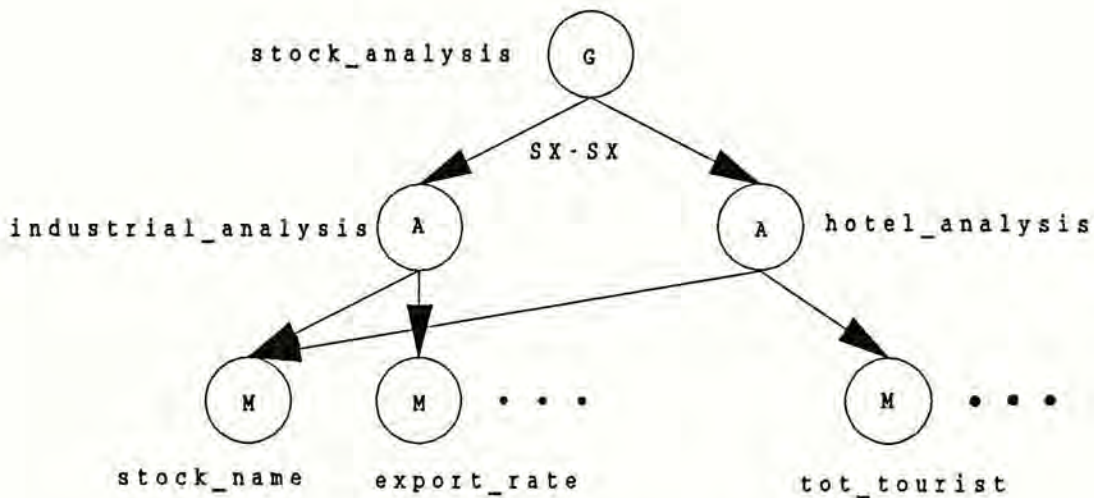 stock_analysis G
SX-SX
industrial_analysis A A hotel_analysis
M M . . . M . . .
stock_name export_rate tot_tourist